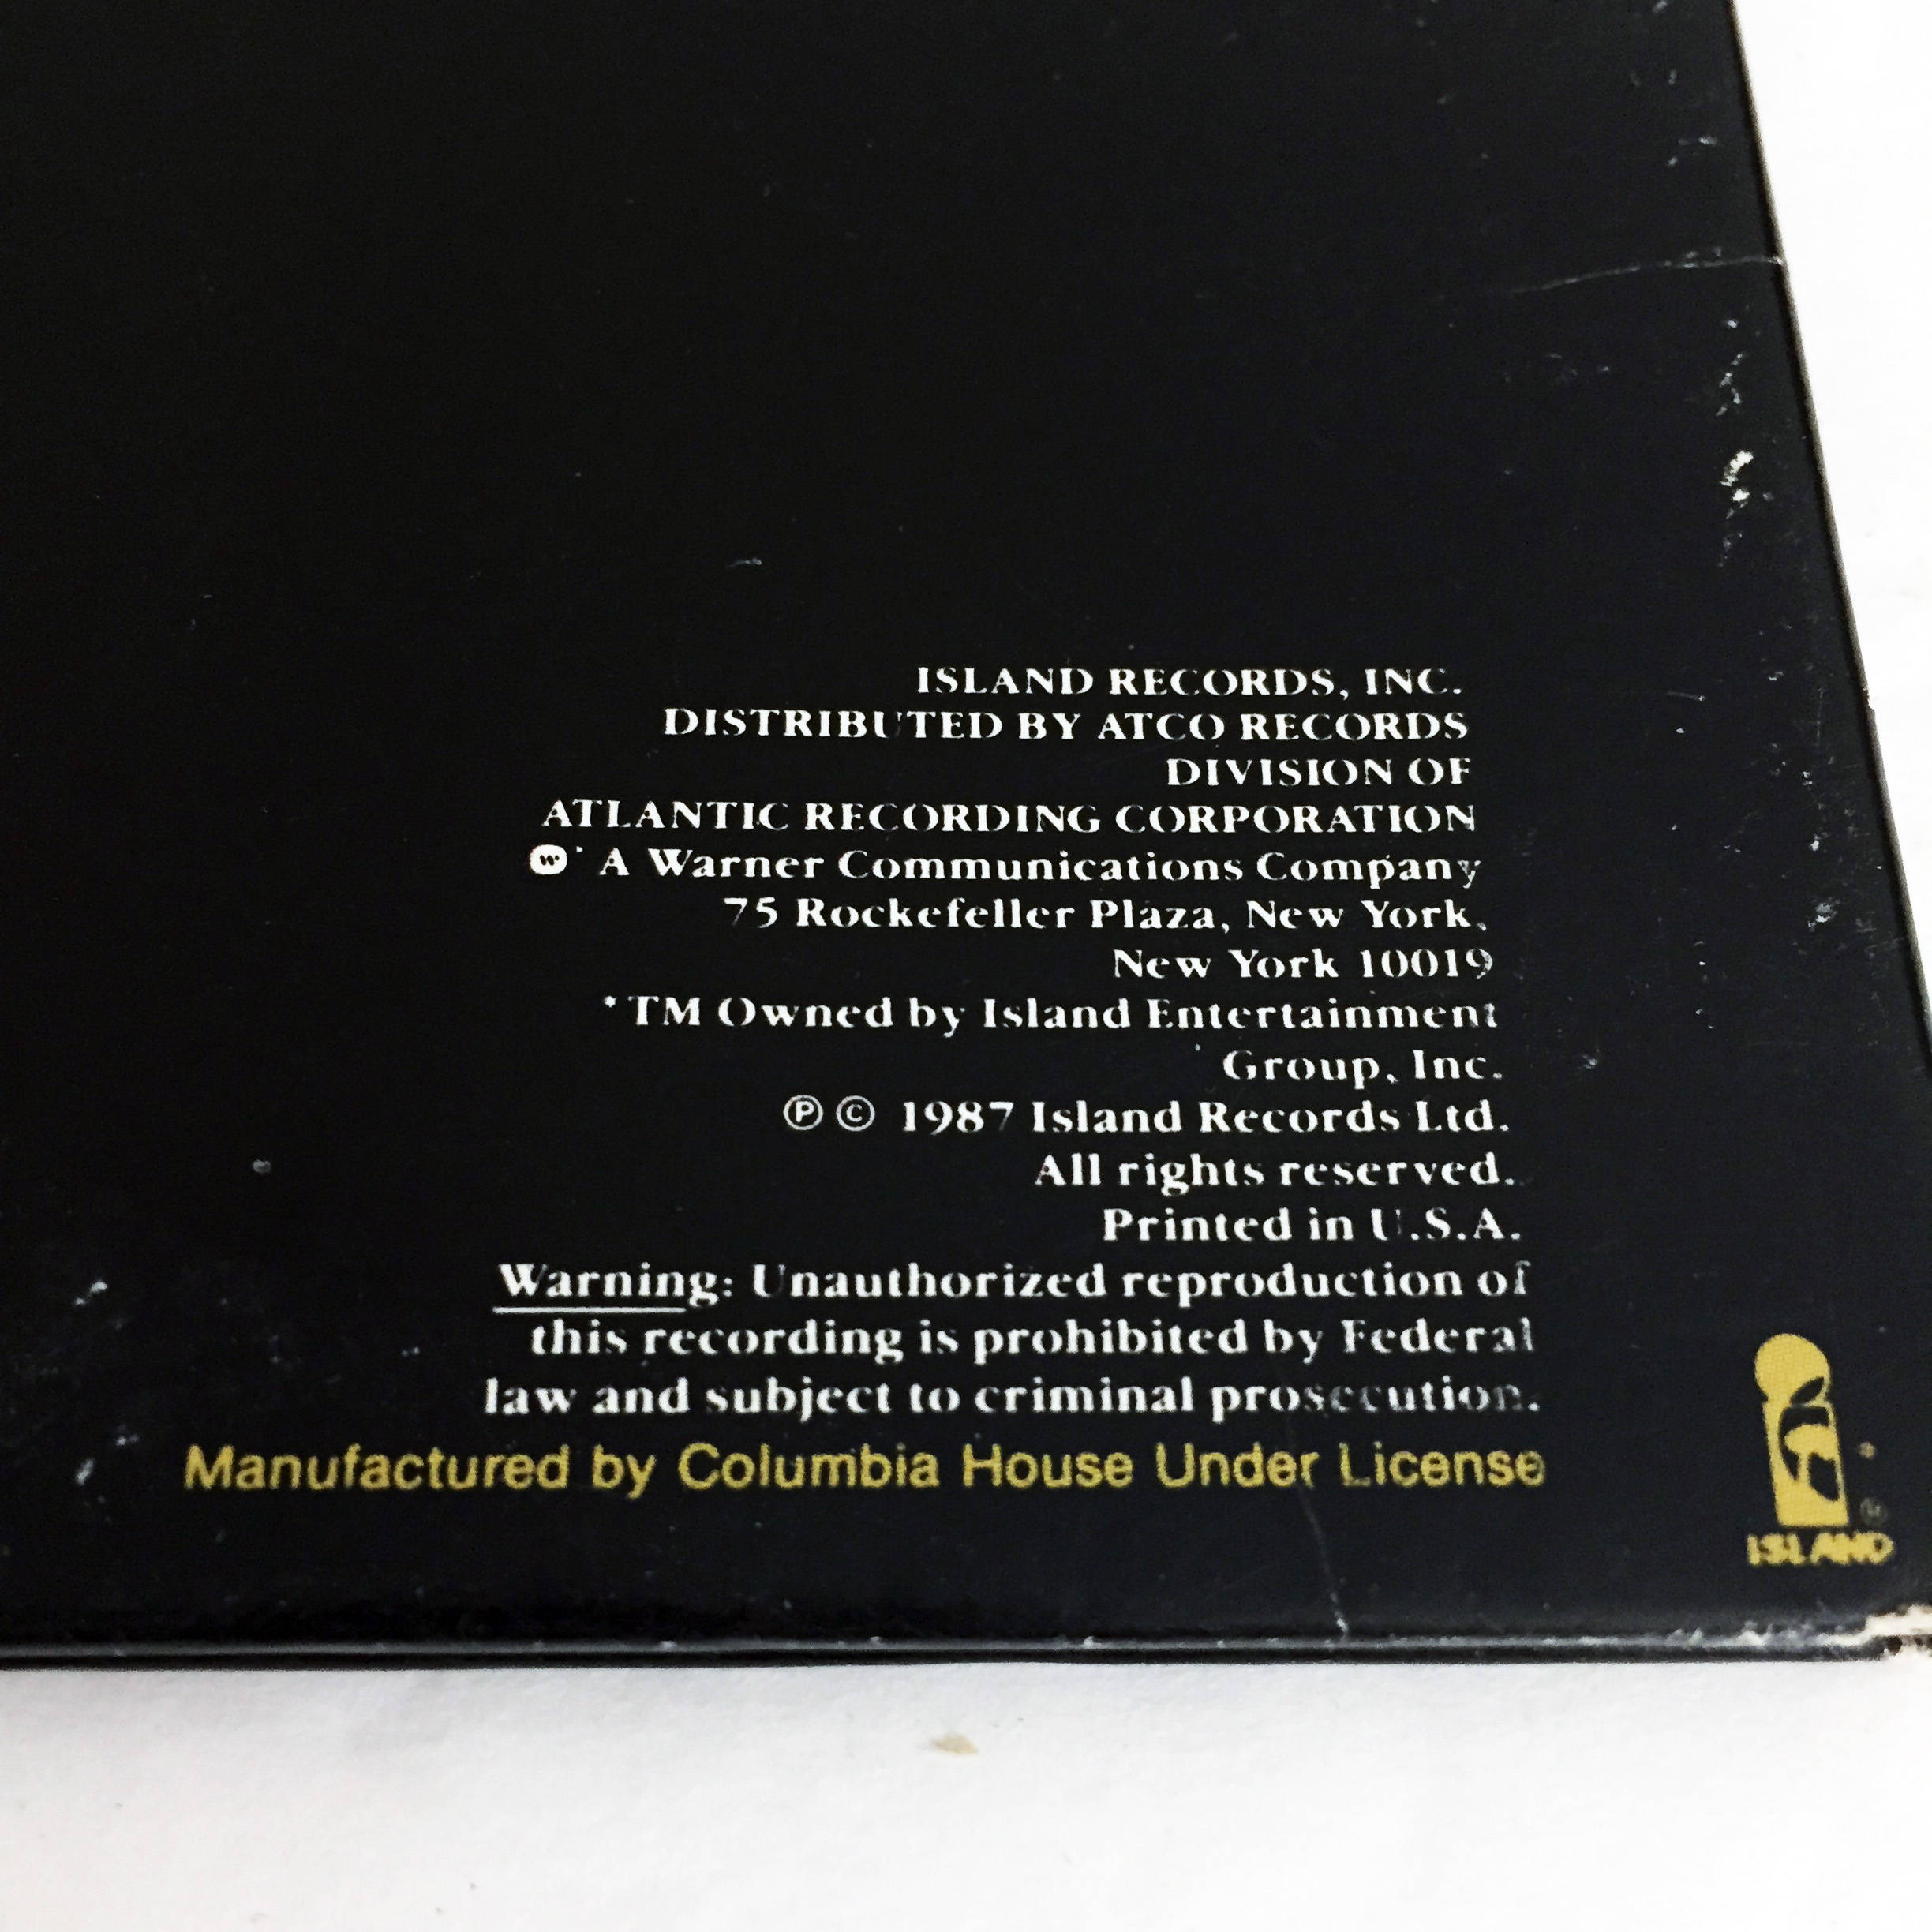 ISLAND RECORDS, INC.
DISTRIBUTED BY ATCO RECORDS
DIVISION OF
ATLANTIC RECORDING CORPORATION
W • A Warner Communications Company
75 Rockefeller Plaza, New York,
New York 10019
*TM Owned by Island Entertainment
Group, Inc.
℗ © 1987 Island Records Ltd.
All rights reserved.
Printed in U.S.A.
Warning: Unauthorized reproduction of
this recording is prohibited by Federal
law and subject to criminal prosecution.
Manufactured by Columbia House Under License
®
ISLAND